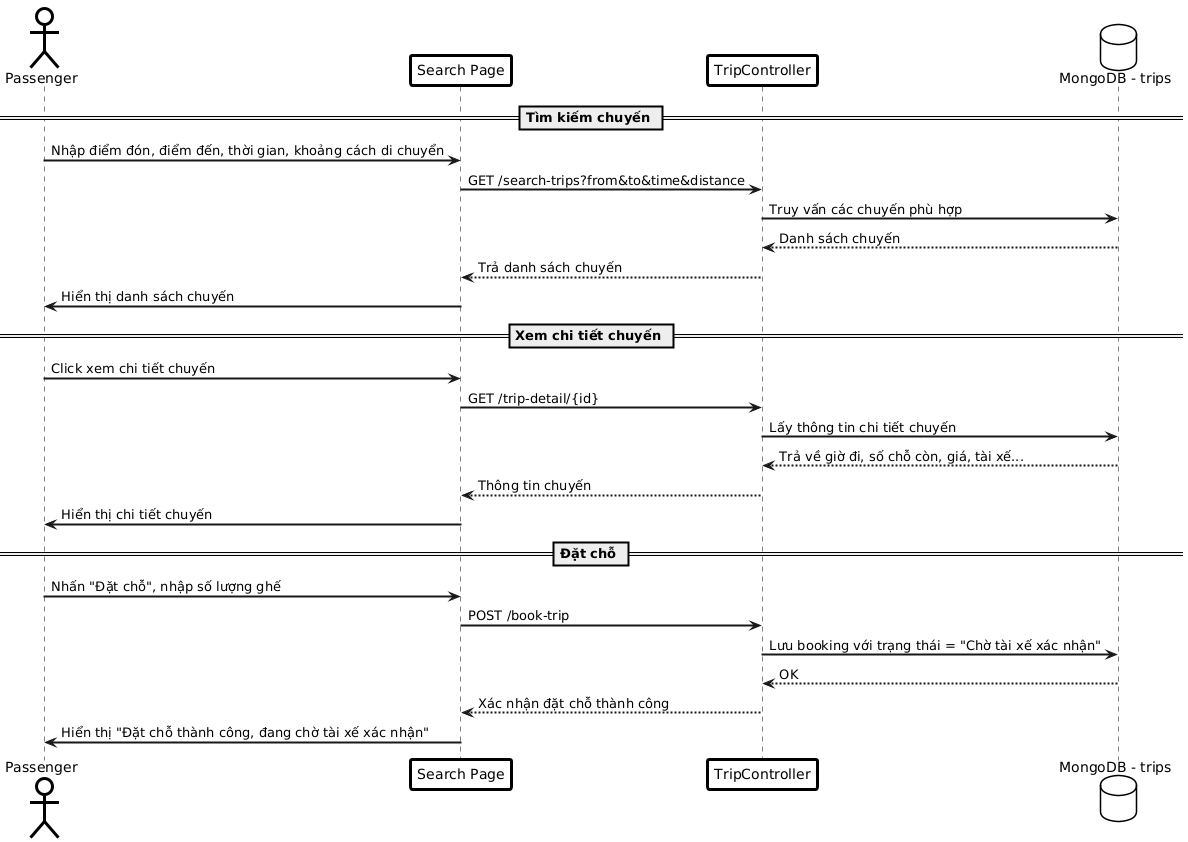 Passenger
Search Page
TripController
MongoDB - trips
Tìm kiếm chuyến
Nhập điểm đón, điểm đến, thời gian, khoảng cách di chuyển
GET /search-trips?from&to&time&distance
Truy vấn các chuyến phù hợp
Danh sách chuyến
Trả danh sách chuyến
Hiển thị danh sách chuyến
Xem chi tiết chuyến
Click xem chi tiết chuyến
GET /trip-detail/{id}
Lấy thông tin chi tiết chuyến
Trả về giờ đi, số chỗ còn, giá, tài xế...
Thông tin chuyến
Hiển thị chi tiết chuyến
Đặt chỗ
Nhấn "Đặt chỗ", nhập số lượng ghế
POST /book-trip
Lưu booking với trạng thái = "Chờ tài xế xác nhận"
OK
Xác nhận đặt chỗ thành công
Hiển thị "Đặt chỗ thành công, đang chờ tài xế xác nhận"
Passenger
Search Page
TripController
MongoDB - trips